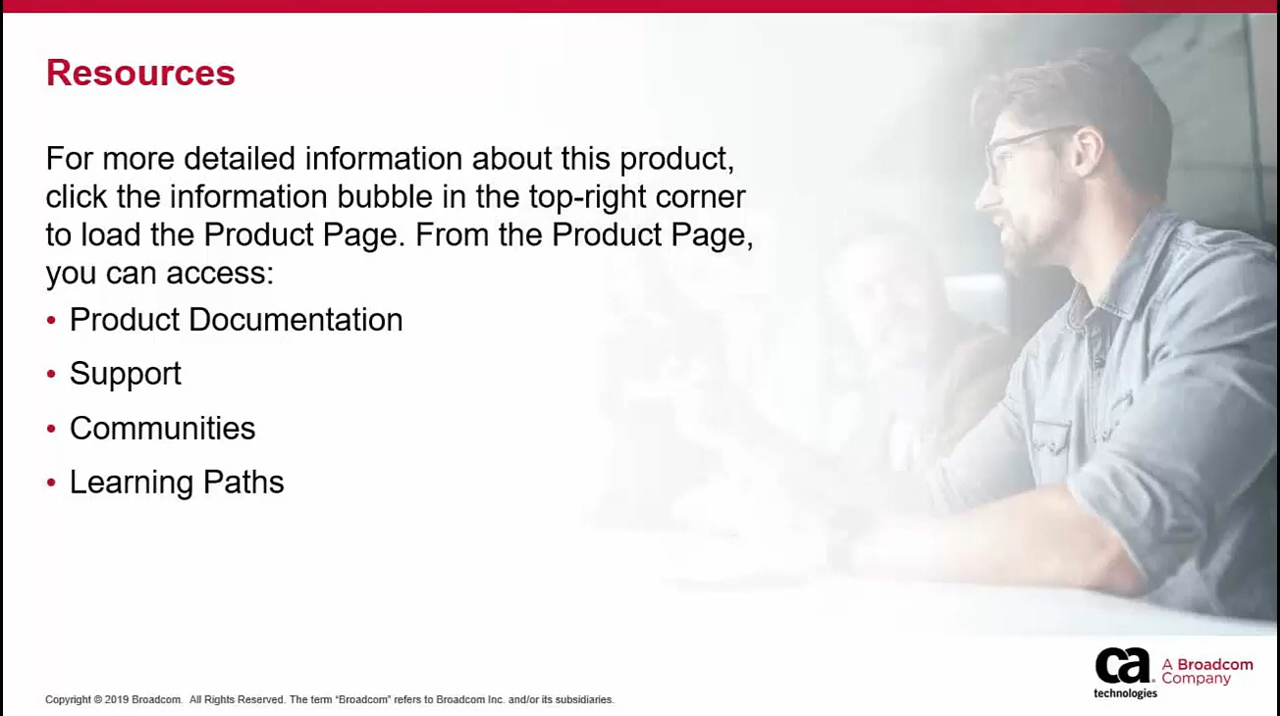 Resources
For more detailed information about this product,
click the information bubble in the top-right corner
to load the Product Page. From the Product Page,
you can access:
• Product Documentation
• Support
• Communities
• Learning Paths
ca
technologies
A Broadcom
Company
Copyright © 2019 Broadcom. All Rights Reserved. The term “Broadcom” refers to Broadcom Inc. and/or its subsidiaries.